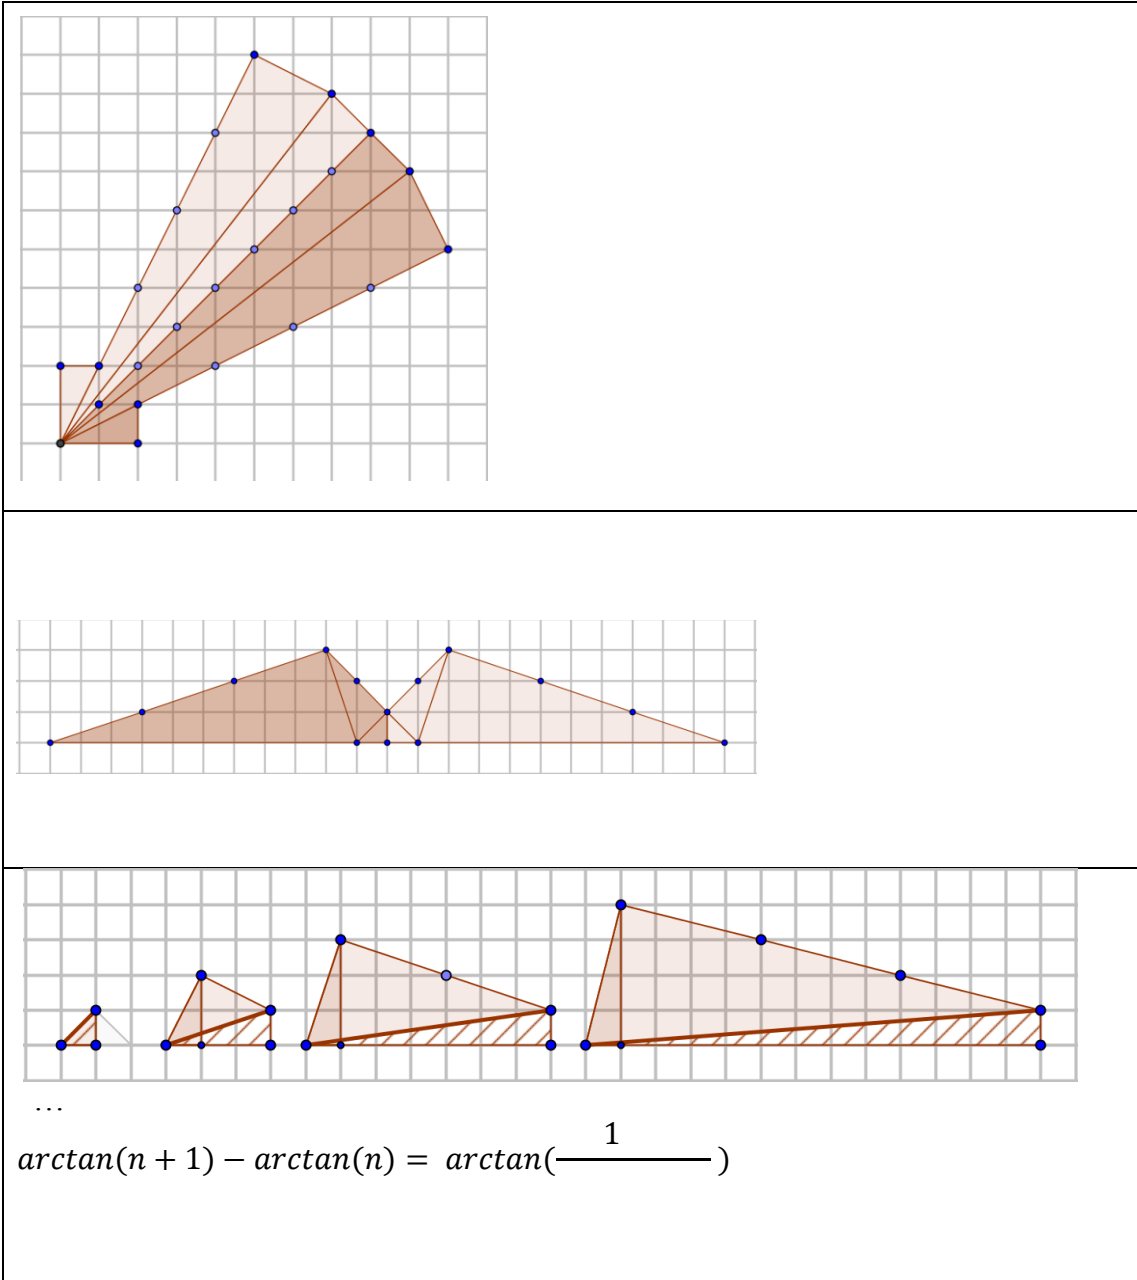 ...
1
arctan(n + 1) − arctan(n) = arctan(―――)